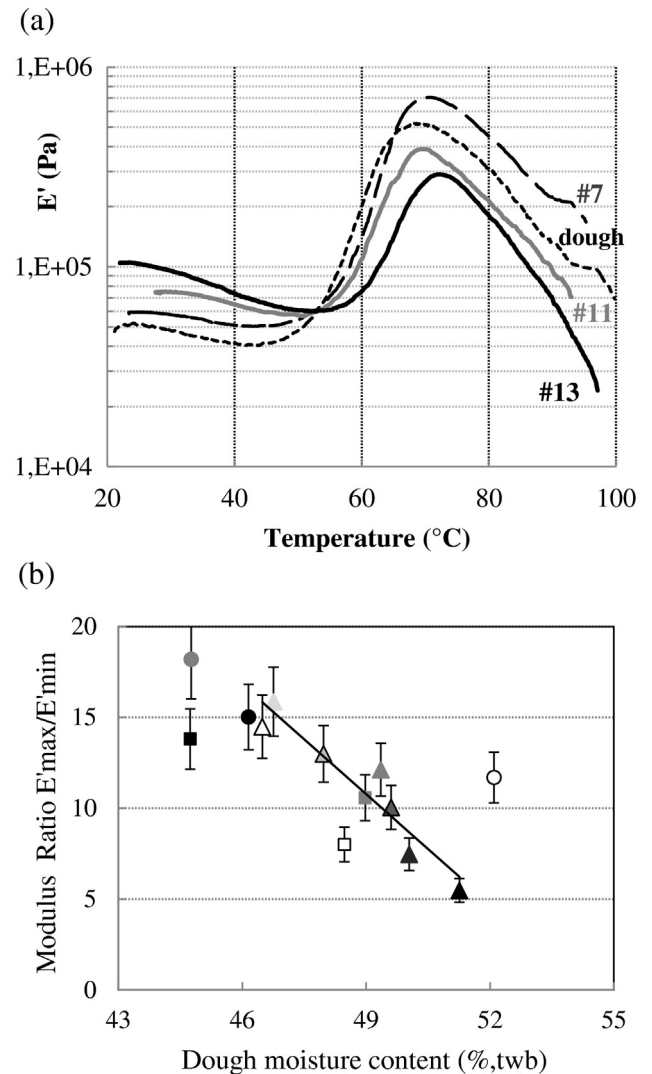 (a)
1,E+06
E' (Pa)
#7
dough
1,E+05
#11
#13
1,E+04
20 40 60 80 100
Temperature (°C)
(b)
20
15
10
5
0
Modulus Ratio E'max/E'min
43 46 49 52 55
Dough moisture content (%,twb)